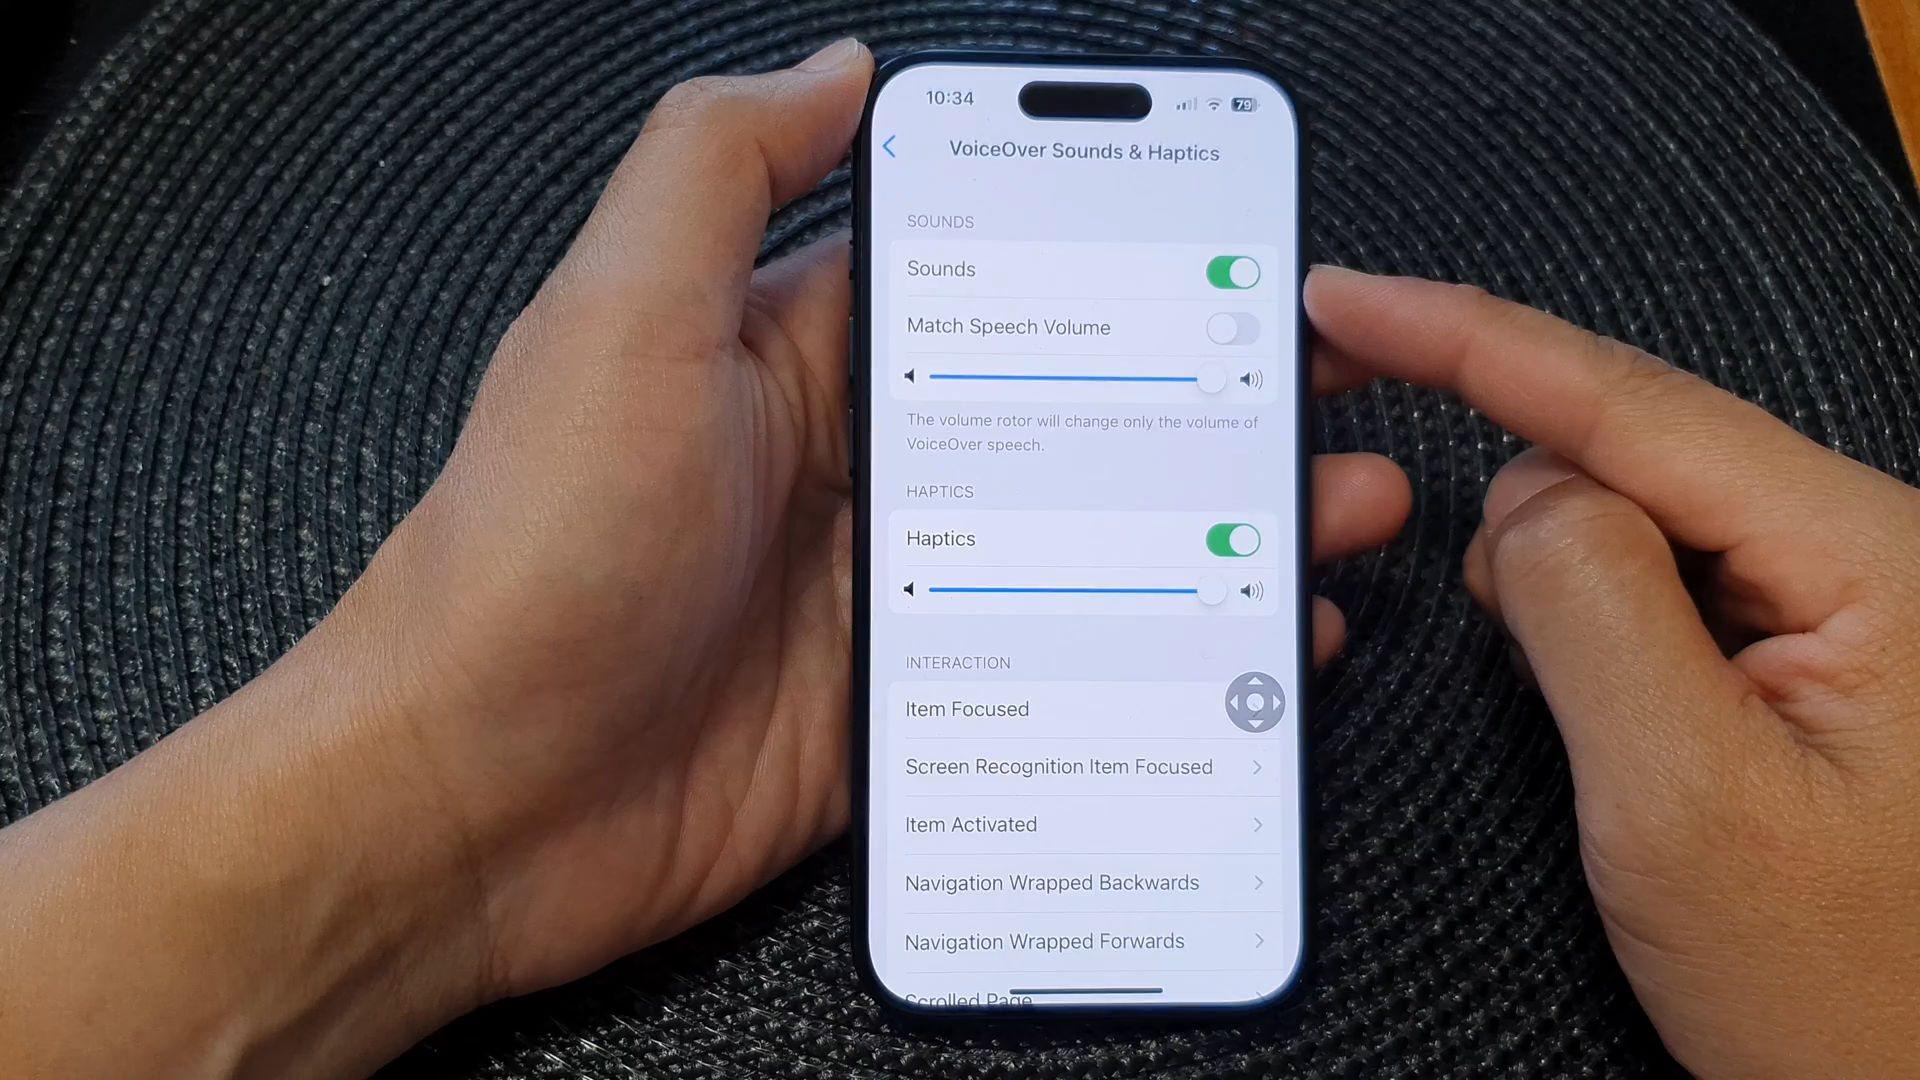 10:34
79
VoiceOver Sounds & Haptics
SOUNDS
Sounds
Match Speech Volume
The volume rotor will change only the volume of
VoiceOver speech.
HAPTICS
Haptics
INTERACTION
Item Focused
Screen Recognition Item Focused
Item Activated
Navigation Wrapped Backwards
Navigation Wrapped Forwards
Scrolled Page